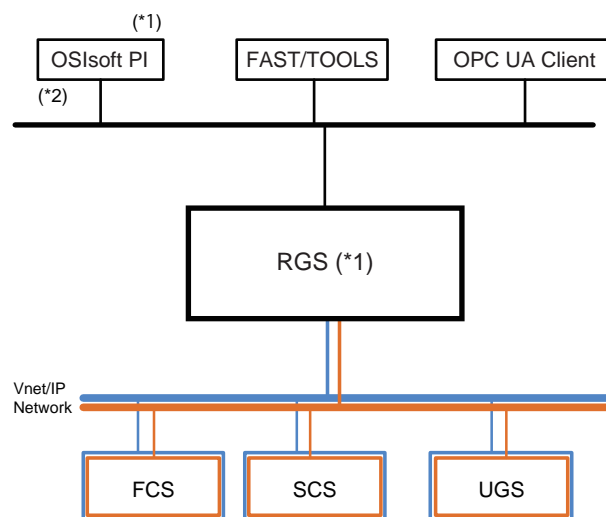 (*1)
OSIsoft PI
FAST/TOOLS
OPC UA Client
(*2)
RGS (*1)
Vnet/IP
Network
FCS
SCS
UGS